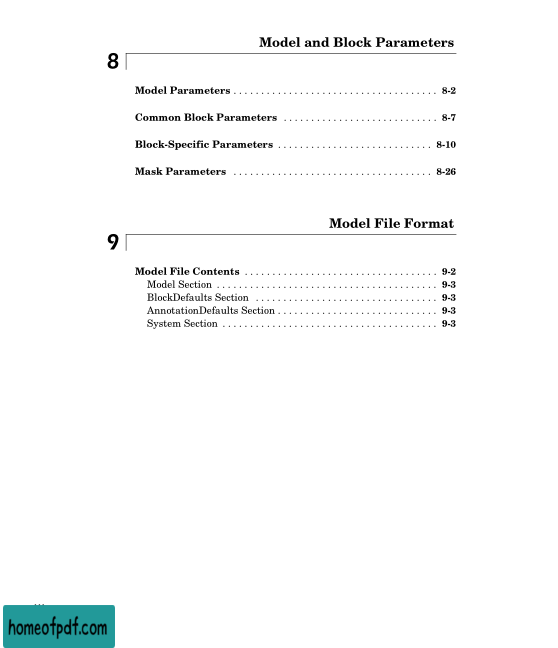 Model and Block Parameters
8
Model Parameters . . . . . . . . . . . . . . . . . . . . . . . . . . . . . . . . . . . . . 8-2
Common Block Parameters . . . . . . . . . . . . . . . . . . . . . . . . . . . . 8-7
Block-Specific Parameters . . . . . . . . . . . . . . . . . . . . . . . . . . . . 8-10
Mask Parameters . . . . . . . . . . . . . . . . . . . . . . . . . . . . . . . . . . . . 8-26
Model File Format
9
Model File Contents . . . . . . . . . . . . . . . . . . . . . . . . . . . . . . . . . . . 9-2
Model Section . . . . . . . . . . . . . . . . . . . . . . . . . . . . . . . . . . . . . . . . 9-3
BlockDefaults Section . . . . . . . . . . . . . . . . . . . . . . . . . . . . . . . . . 9-3
AnnotationDefaults Section . . . . . . . . . . . . . . . . . . . . . . . . . . . . . 9-3
System Section . . . . . . . . . . . . . . . . . . . . . . . . . . . . . . . . . . . . . . . 9-3
homeofpdf.com